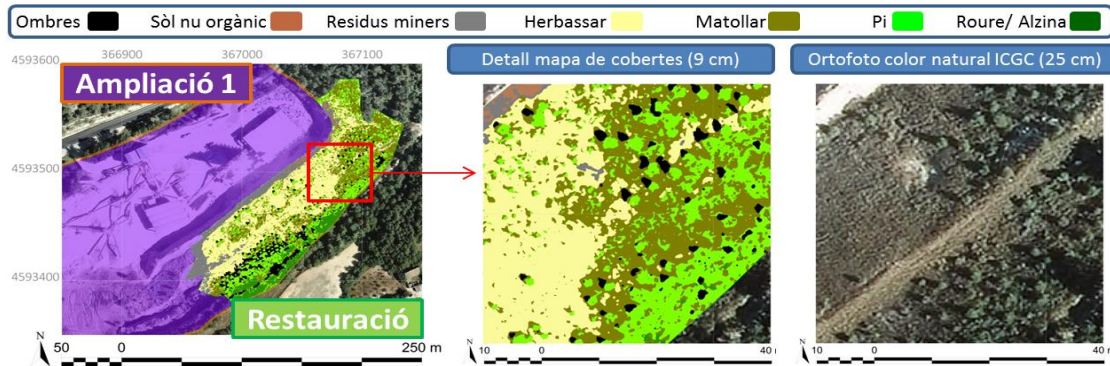 Ombres Sòl nu orgànic Residus miners Herbassar Matollar Pi Roure/ Alzina
366900 367000 367100
4593600
4593500
4593400
Ampliació 1
Restauració
N
50 0 250 m
Detall mapa de cobertes (9 cm)
N
10 0 40 m
Ortofoto color natural ICGC (25 cm)
N
10 0 40 m